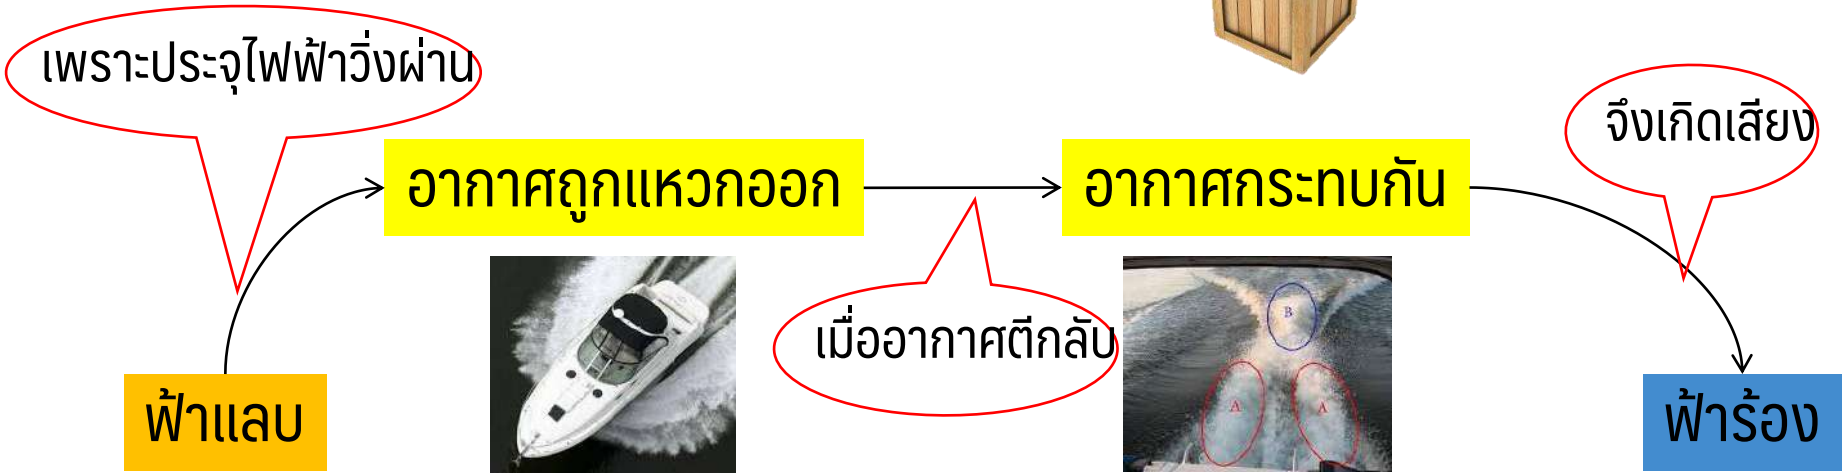 เพราะประจุไฟฟ้าวิ่งผ่าน
จึงเกิดเสียง
อากาศถูกแหวกออก
อากาศกระทบกัน
เมื่ออากาศตีกลับ
B
A
A
ฟ้าแลบ
ฟ้าร้อง